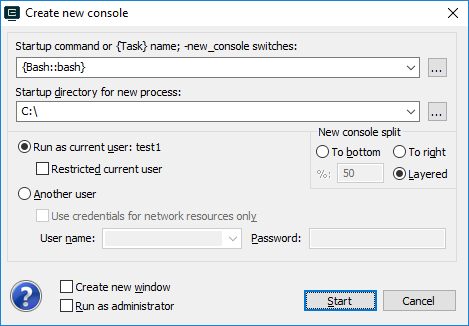 Create new console
Startup command or {Task} name; -new_console switches:
{Bash::bash}
...
Startup directory for new process:
C:\
...
New console split
Run as current user: test1
To bottom
To right
Restricted current user
%:
50
Layered
Another user
Use credentials for network resources only
User name:
Password:
Create new window
Run as administrator
Start
Cancel